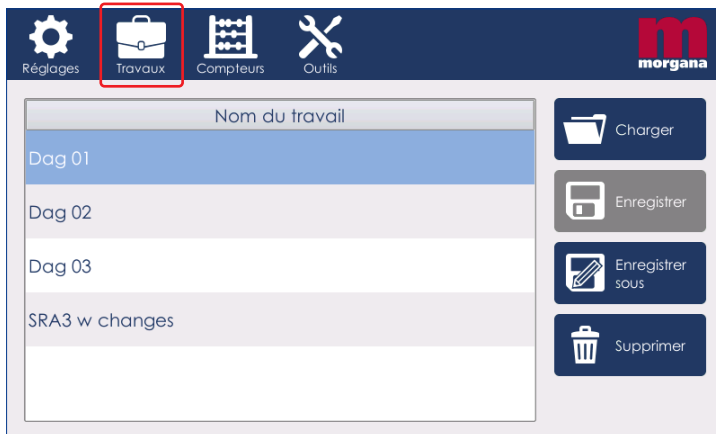 Réglages
Travaux
Compteurs
Outils
morgana
Nom du travail
Dag 01
Dag 02
Dag 03
SRA3 w changes
Charger
Enregistrer
Enregistrer
sous
Supprimer